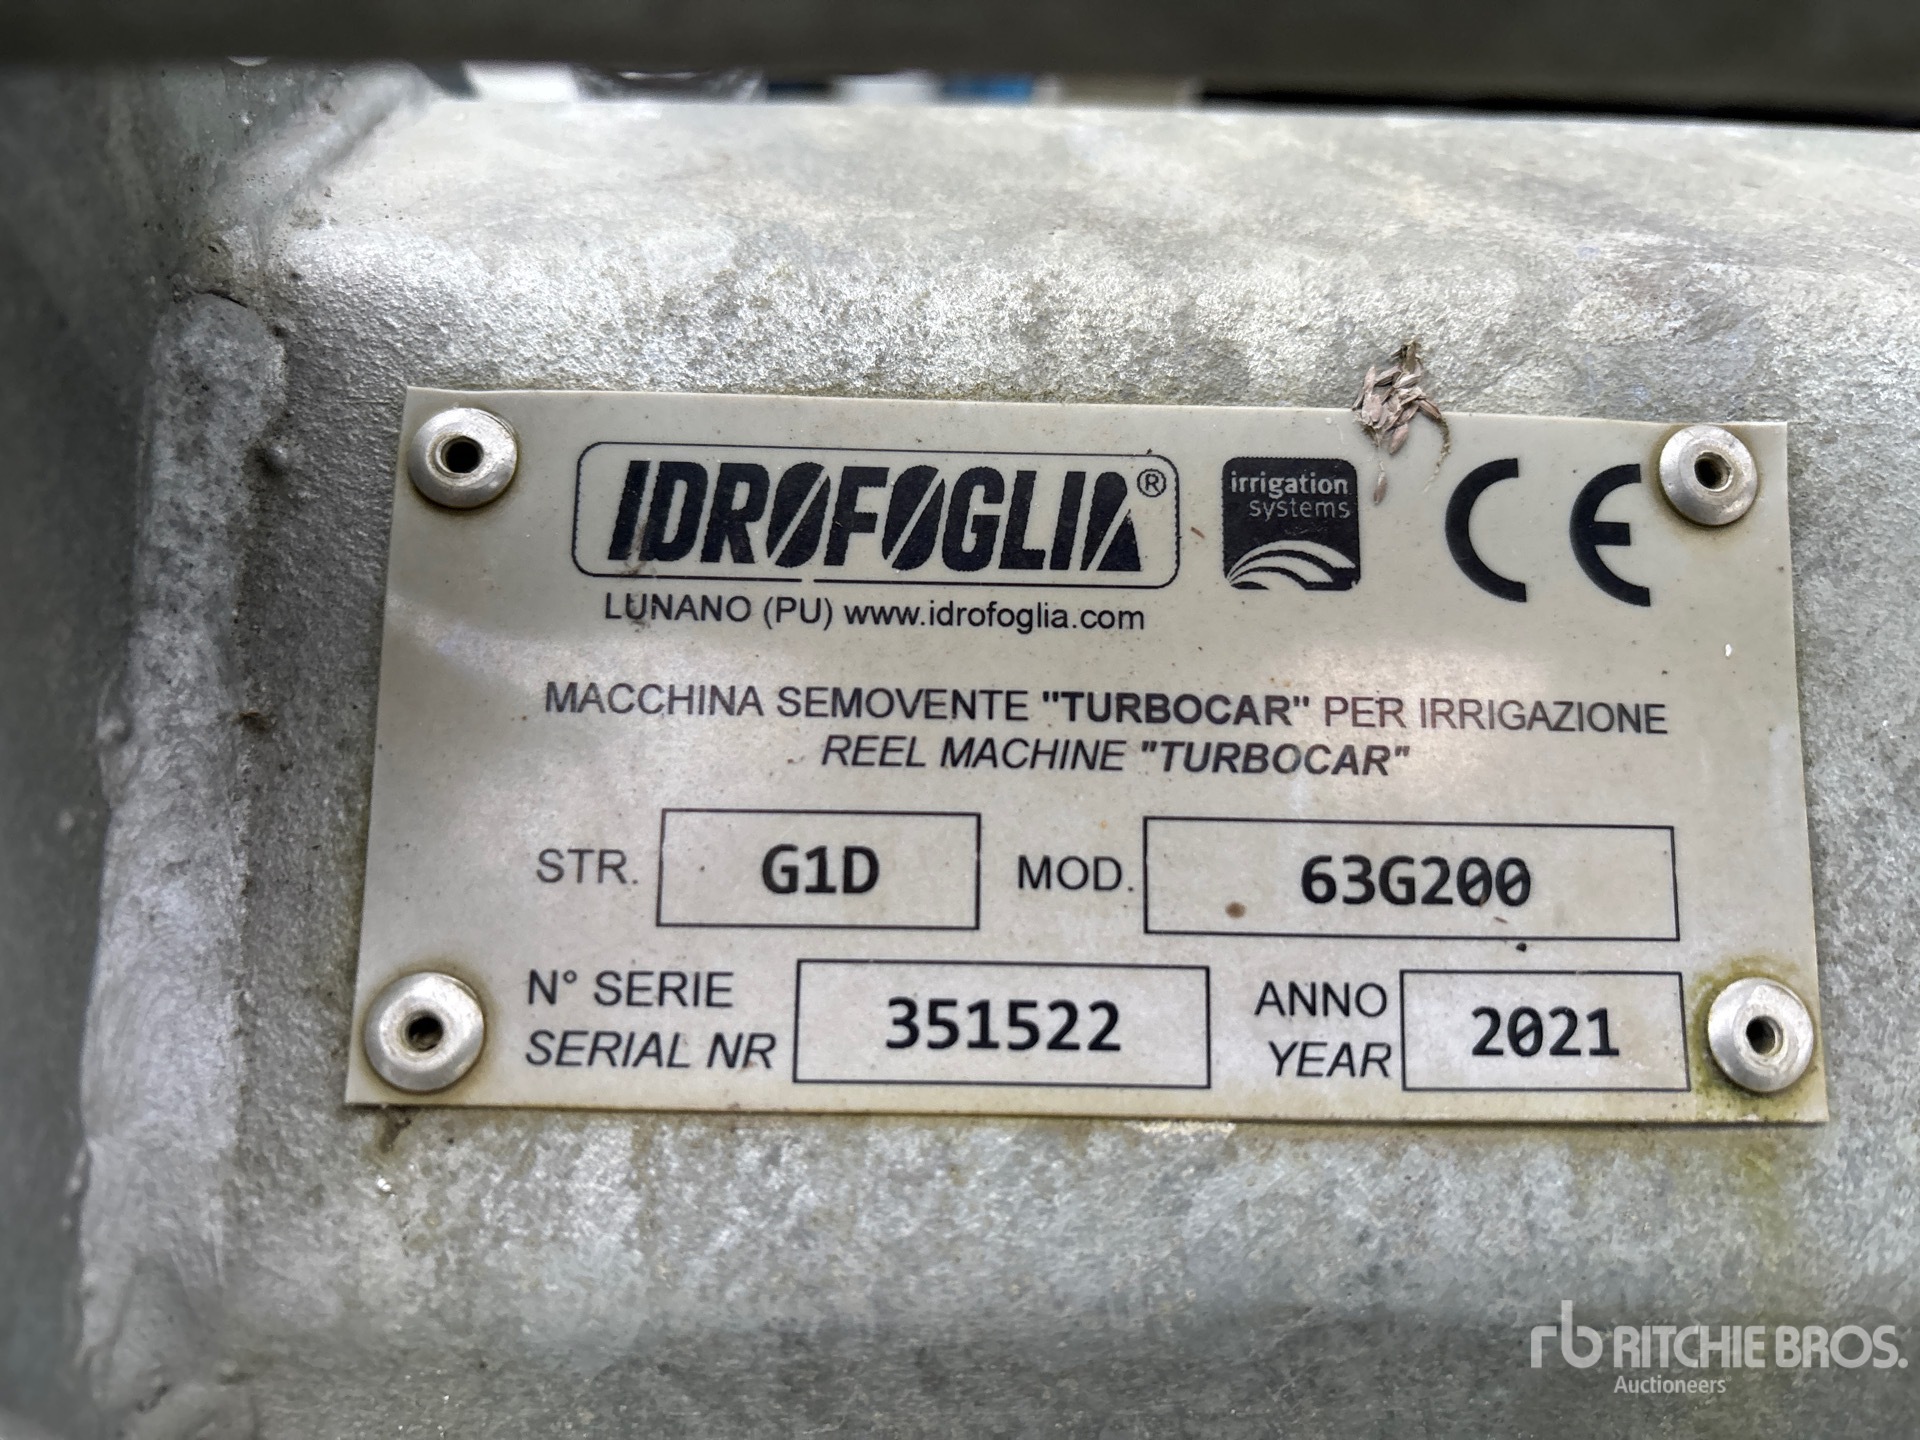 IDROFOGLIA®
irrigation
systems
CE
LUNANO (PU) www.idrofoglia.com
MACCHINA SEMOVENTE "TURBOCAR" PER IRRIGAZIONE
REEL MACHINE "TURBOCAR"
STR. G1D MOD. 63G200
N° SERIE
SERIAL NR
351522
ANNO
YEAR
2021
rb RITCHIE BROS.
Auctioneers